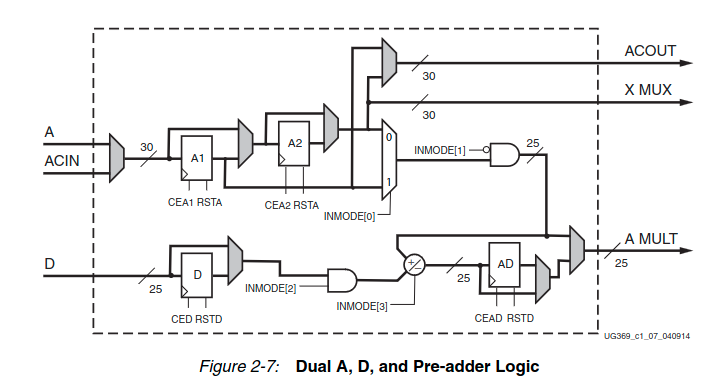 ACOUT
30
X MUX
30
A
30
ACIN
A1
A2
0
1
INMODE[1]
25
CEA1 RSTA
CEA2 RSTA
INMODE[0]
A MULT
25
D
25
D
INMODE[2]
+/-
25
AD
INMODE[3]
CED RSTD
CEAD RSTD
UG369_c1_07_040914
Figure 2-7: Dual A, D, and Pre-adder Logic